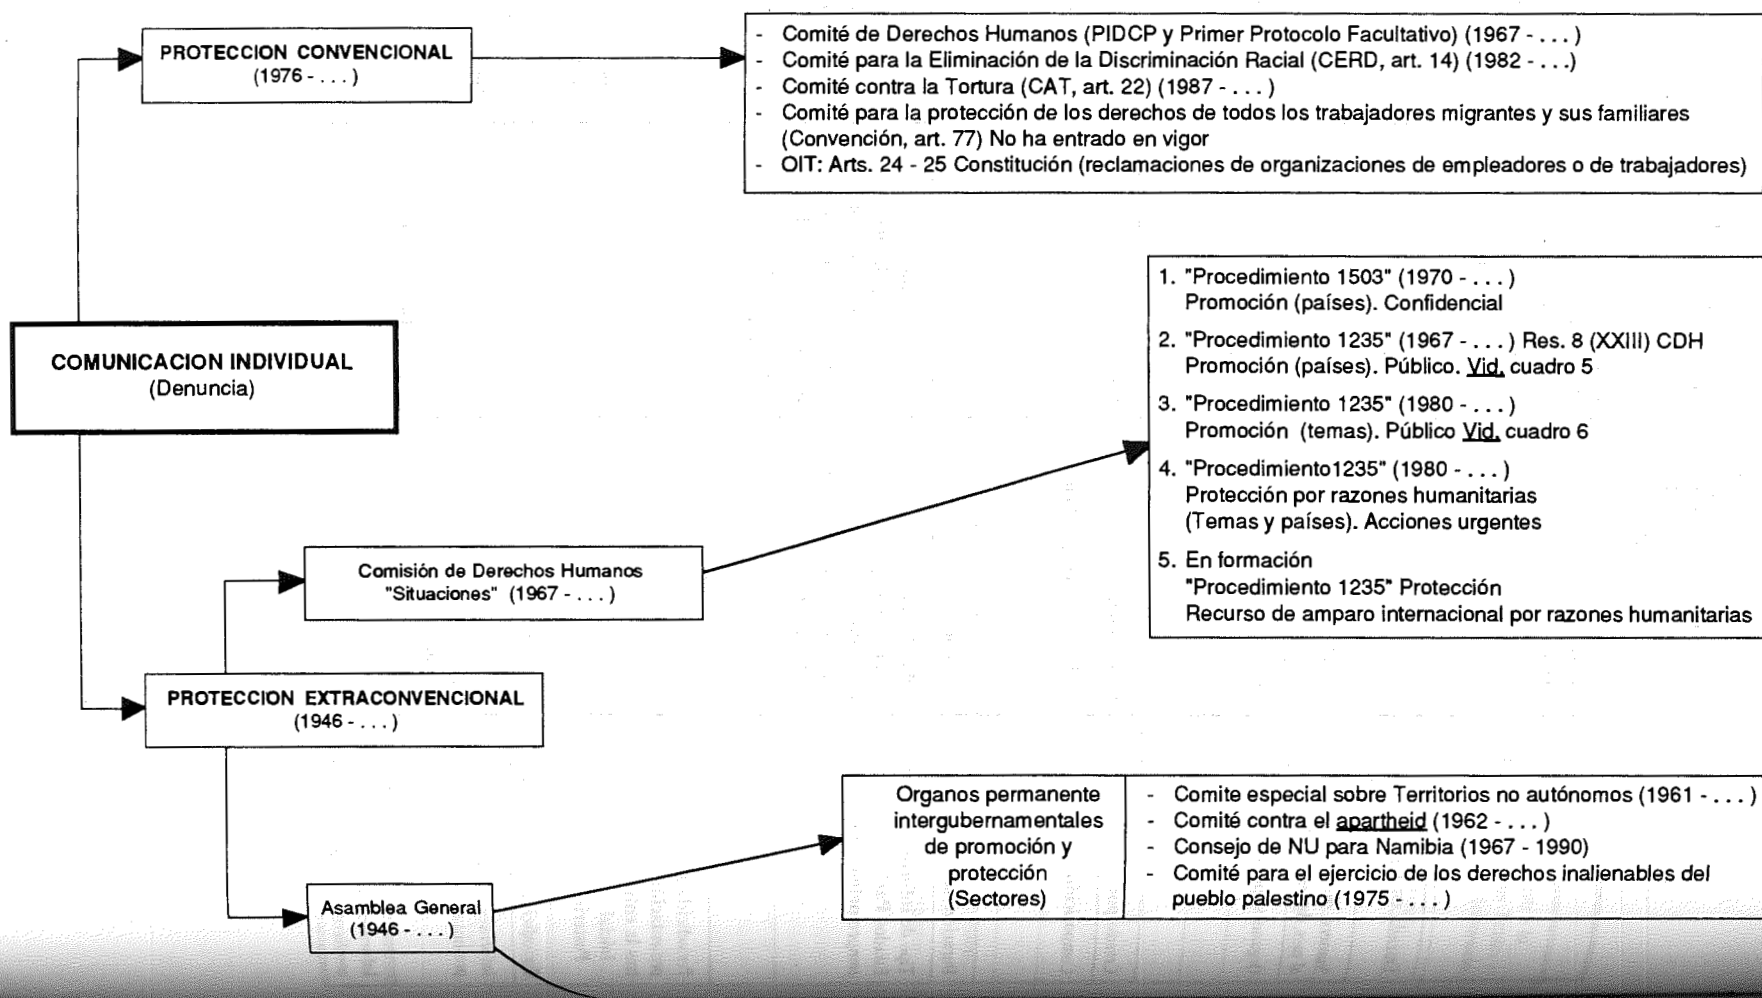 PROTECCION CONVENCIONAL
(1976 - . . . )
- Comité de Derechos Humanos (PIDCP y Primer Protocolo Facultativo) (1967 - . . . )
- Comité para la Eliminación de la Discriminación Racial (CERD, art. 14) (1982 - . . .)
- Comité contra la Tortura (CAT, art. 22) (1987 - . . . )
- Comité para la protección de los derechos de todos los trabajadores migrantes y sus familiares
(Convención, art. 77) No ha entrado en vigor
- OIT: Arts. 24 - 25 Constitución (reclamaciones de organizaciones de empleadores o de trabajadores)
COMUNICACION INDIVIDUAL
(Denuncia)
1. "Procedimiento 1503" (1970 - . . . )
Promoción (países). Confidencial
2. "Procedimiento 1235" (1967 - . . . ) Res. 8 (XXIII) CDH
Promoción (países). Público. Vid. cuadro 5
3. "Procedimiento 1235" (1980 - . . . )
Promoción (temas). Público Vid. cuadro 6
4. "Procedimiento1235" (1980 - . . . )
Protección por razones humanitarias
(Temas y países). Acciones urgentes
5. En formación
"Procedimiento 1235" Protección
Recurso de amparo internacional por razones humanitarias
Comisión de Derechos Humanos
"Situaciones" (1967 - . . . )
PROTECCION EXTRACONVENCIONAL
(1946 - . . . )
Asamblea General
(1946 - . . . )
Organos permanente
intergubernamentales
de promoción y
protección
(Sectores)
- Comite especial sobre Territorios no autónomos (1961 - . . . )
- Comité contra el apartheid (1962 - . . . )
- Consejo de NU para Namibia (1967 - 1990)
- Comité para el ejercicio de los derechos inalienables del
pueblo palestino (1975 - . . . )